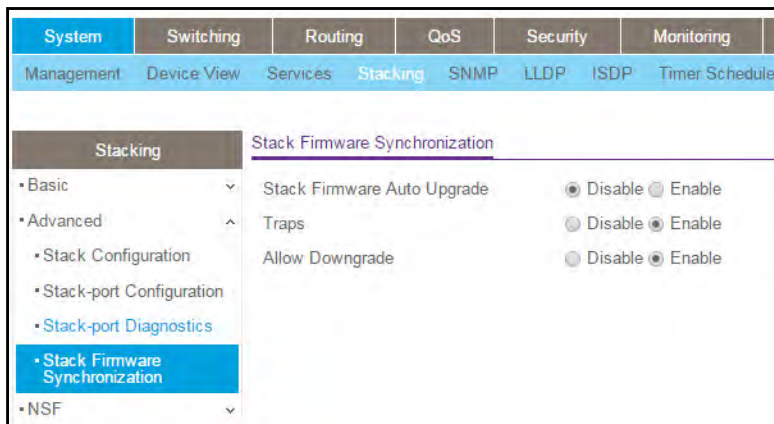 System Switching Routing QoS Security Monitoring
Management Device View Services Stacking SNMP LLDP ISDP Timer Schedule
Stacking
Basic
Advanced
Stack Configuration
Stack-port Configuration
Stack-port Diagnostics
Stack Firmware
Synchronization
NSF
Stack Firmware Synchronization
Stack Firmware Auto Upgrade Disable Enable
Traps Disable Enable
Allow Downgrade Disable Enable